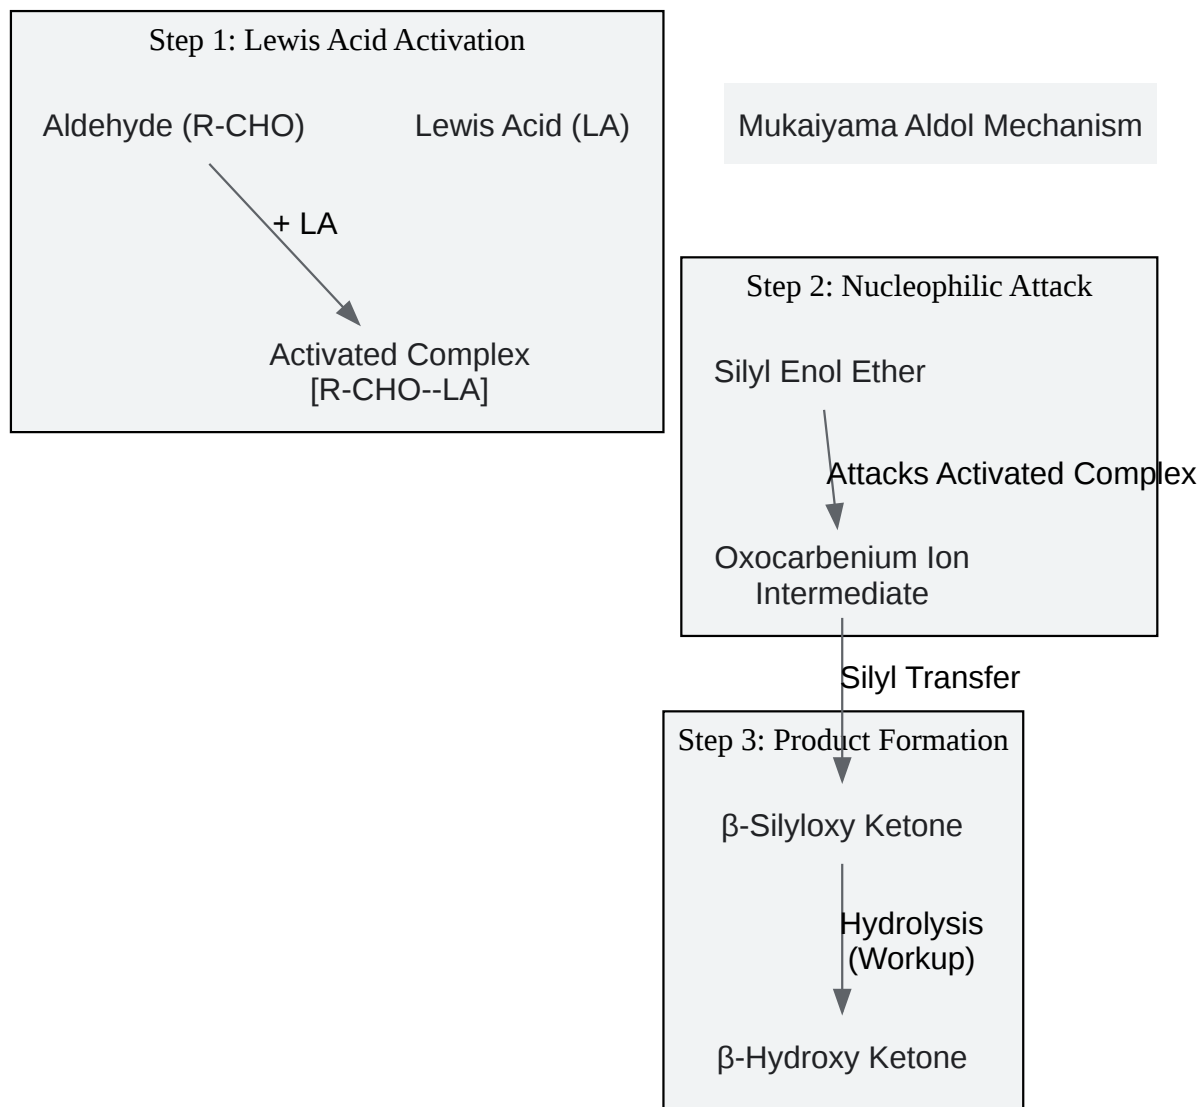 Step 1: Lewis Acid Activation
Aldehyde (R-CHO)
Lewis Acid (LA)
+ LA
Activated Complex
[R-CHO--LA]
Mukaiyama Aldol Mechanism
Step 2: Nucleophilic Attack
Silyl Enol Ether
Attacks Activated Complex
Oxocarbenium Ion
Intermediate
Silyl Transfer
Step 3: Product Formation
β-Silyloxy Ketone
Hydrolysis
(Workup)
β-Hydroxy Ketone